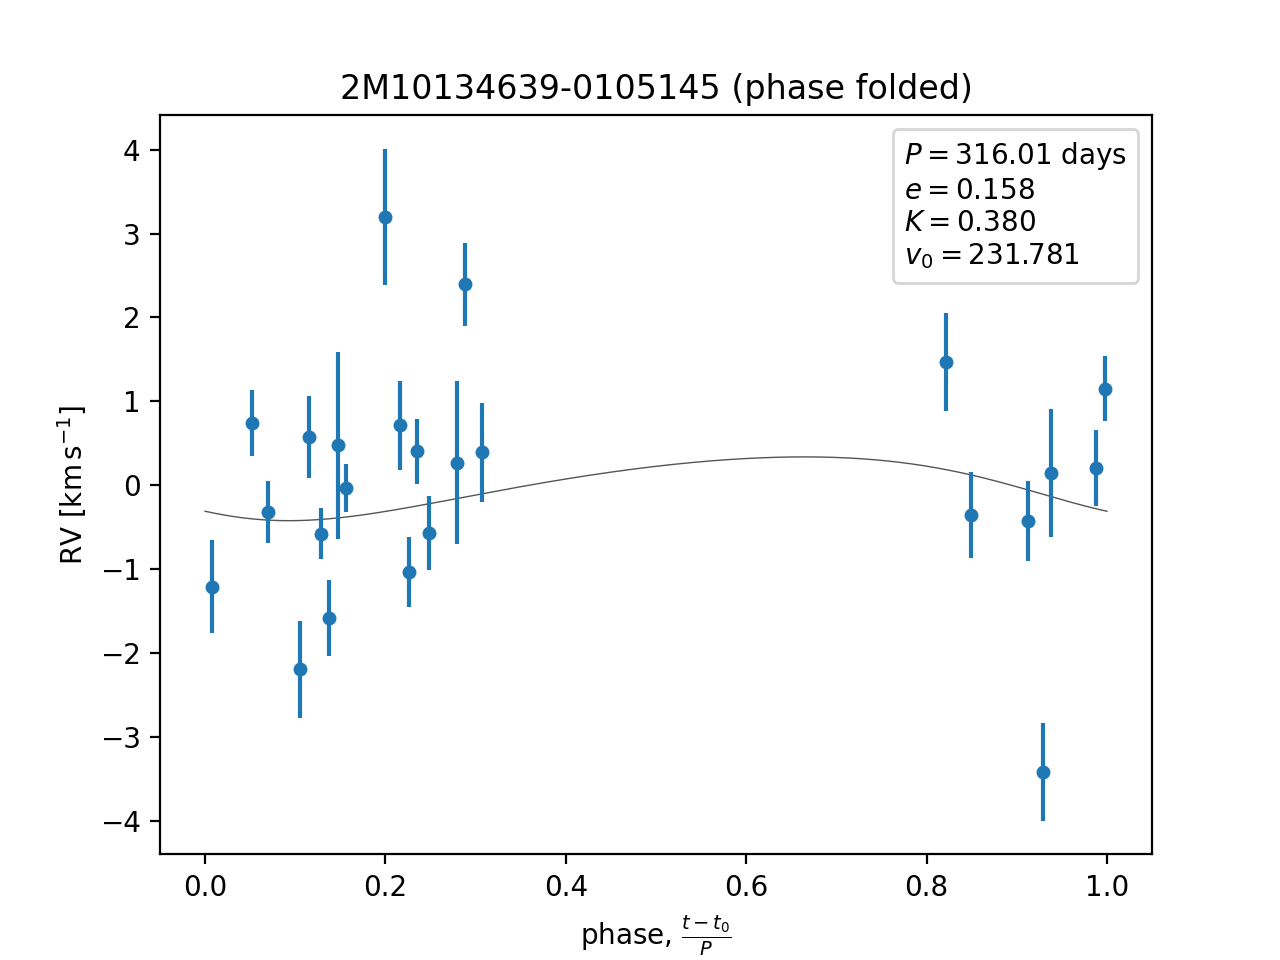 2M10134639-0105145 (phase folded)
P = 316.01 days
e = 0.158
K = 0.380
v₀ = 231.781
RV [km s⁻¹]
4
3
2
1
0
−1
−2
−3
−4
0.0 0.2 0.4 0.6 0.8 1.0
phase, (t − t₀)/P